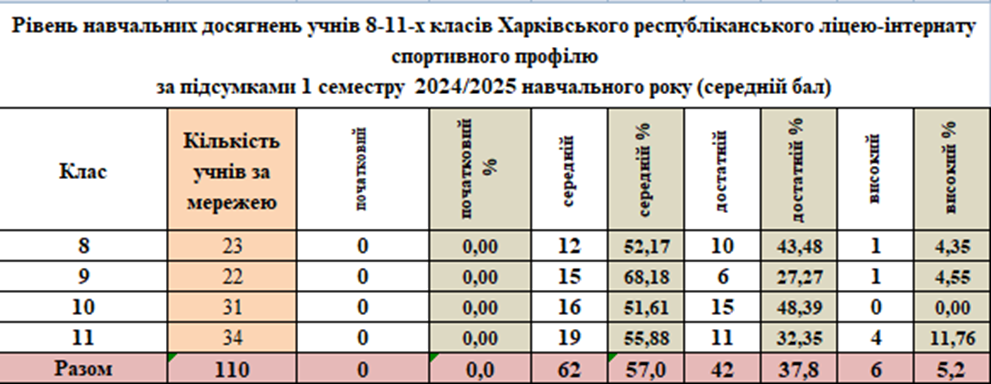 Рівень навчальних досягнень учнів 8-11-х класів Харківського республіканського ліцею-інтернату
спортивного профілю
за підсумками 1 семестру 2024/2025 навчального року (середній бал)
Клас Кількість учнів за мережею початковий початковий % середній середній % достатній достатній % високий високий %
8 23 0 0,00 12 52,17 10 43,48 1 4,35
9 22 0 0,00 15 68,18 6 27,27 1 4,55
10 31 0 0,00 16 51,61 15 48,39 0 0,00
11 34 0 0,00 19 55,88 11 32,35 4 11,76
Разом 110 0 0,0 62 57,0 42 37,8 6 5,2